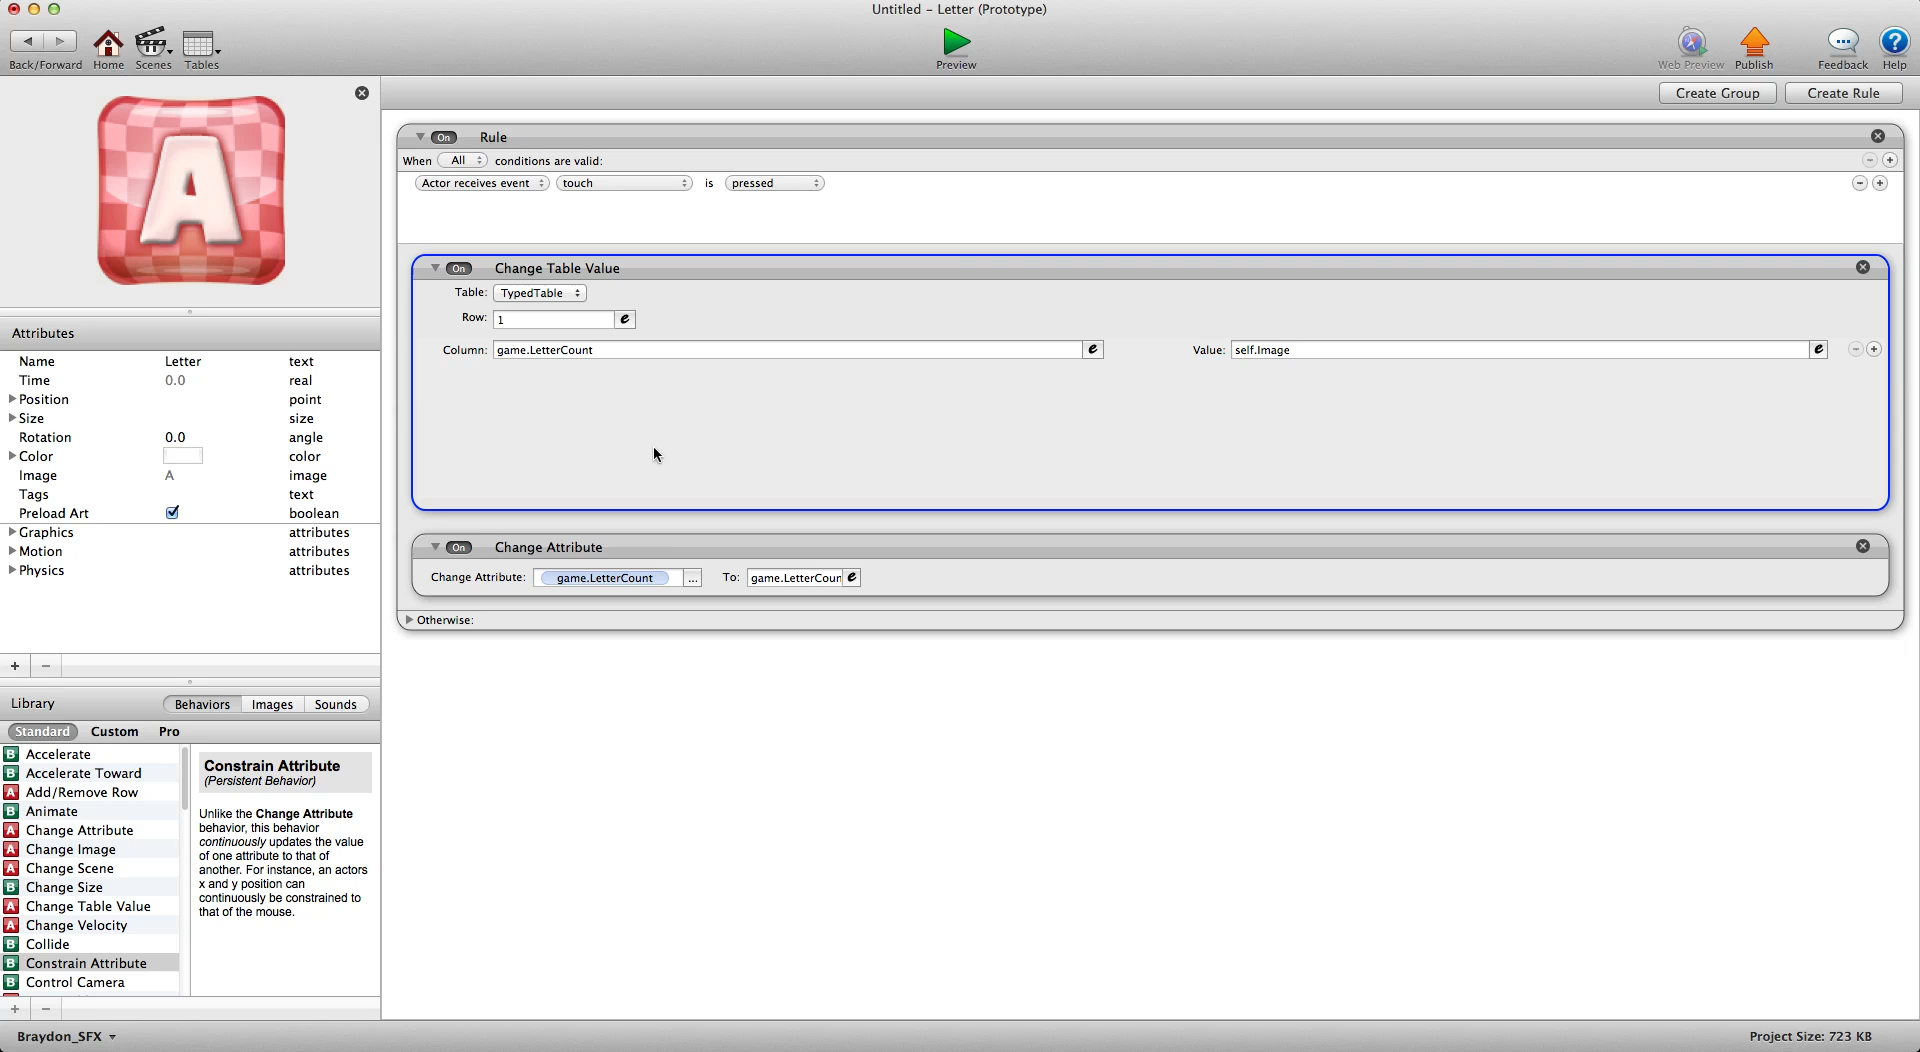 Untitled – Letter (Prototype)
Back/Forward Home Scenes Tables Preview Web Preview Publish Feedback Help
Create Group Create Rule
A
On Rule
When All conditions are valid:
Actor receives event touch is pressed
On Change Table Value
Table: TypedTable
Row: 1 e
Column: game.LetterCount e Value: self.Image e
On Change Attribute
Change Attribute: game.LetterCount ... To: game.LetterCoun e
Otherwise:
Attributes
Name Letter text
Time 0.0 real
Position point
Size size
Rotation 0.0 angle
Color color
Image A image
Tags text
Preload Art boolean
Graphics attributes
Motion attributes
Physics attributes
Library Behaviors Images Sounds
Standard Custom Pro
B Accelerate
B Accelerate Toward
A Add/Remove Row
B Animate
A Change Attribute
A Change Image
A Change Scene
B Change Size
A Change Table Value
A Change Velocity
B Collide
B Constrain Attribute
B Control Camera
Constrain Attribute
(Persistent Behavior)
Unlike the Change Attribute
behavior, this behavior
continuously updates the value
of one attribute to that of
another. For instance, an actors
x and y position can
continuously be constrained to
that of the mouse.
Braydon_SFX
Project Size: 723 KB